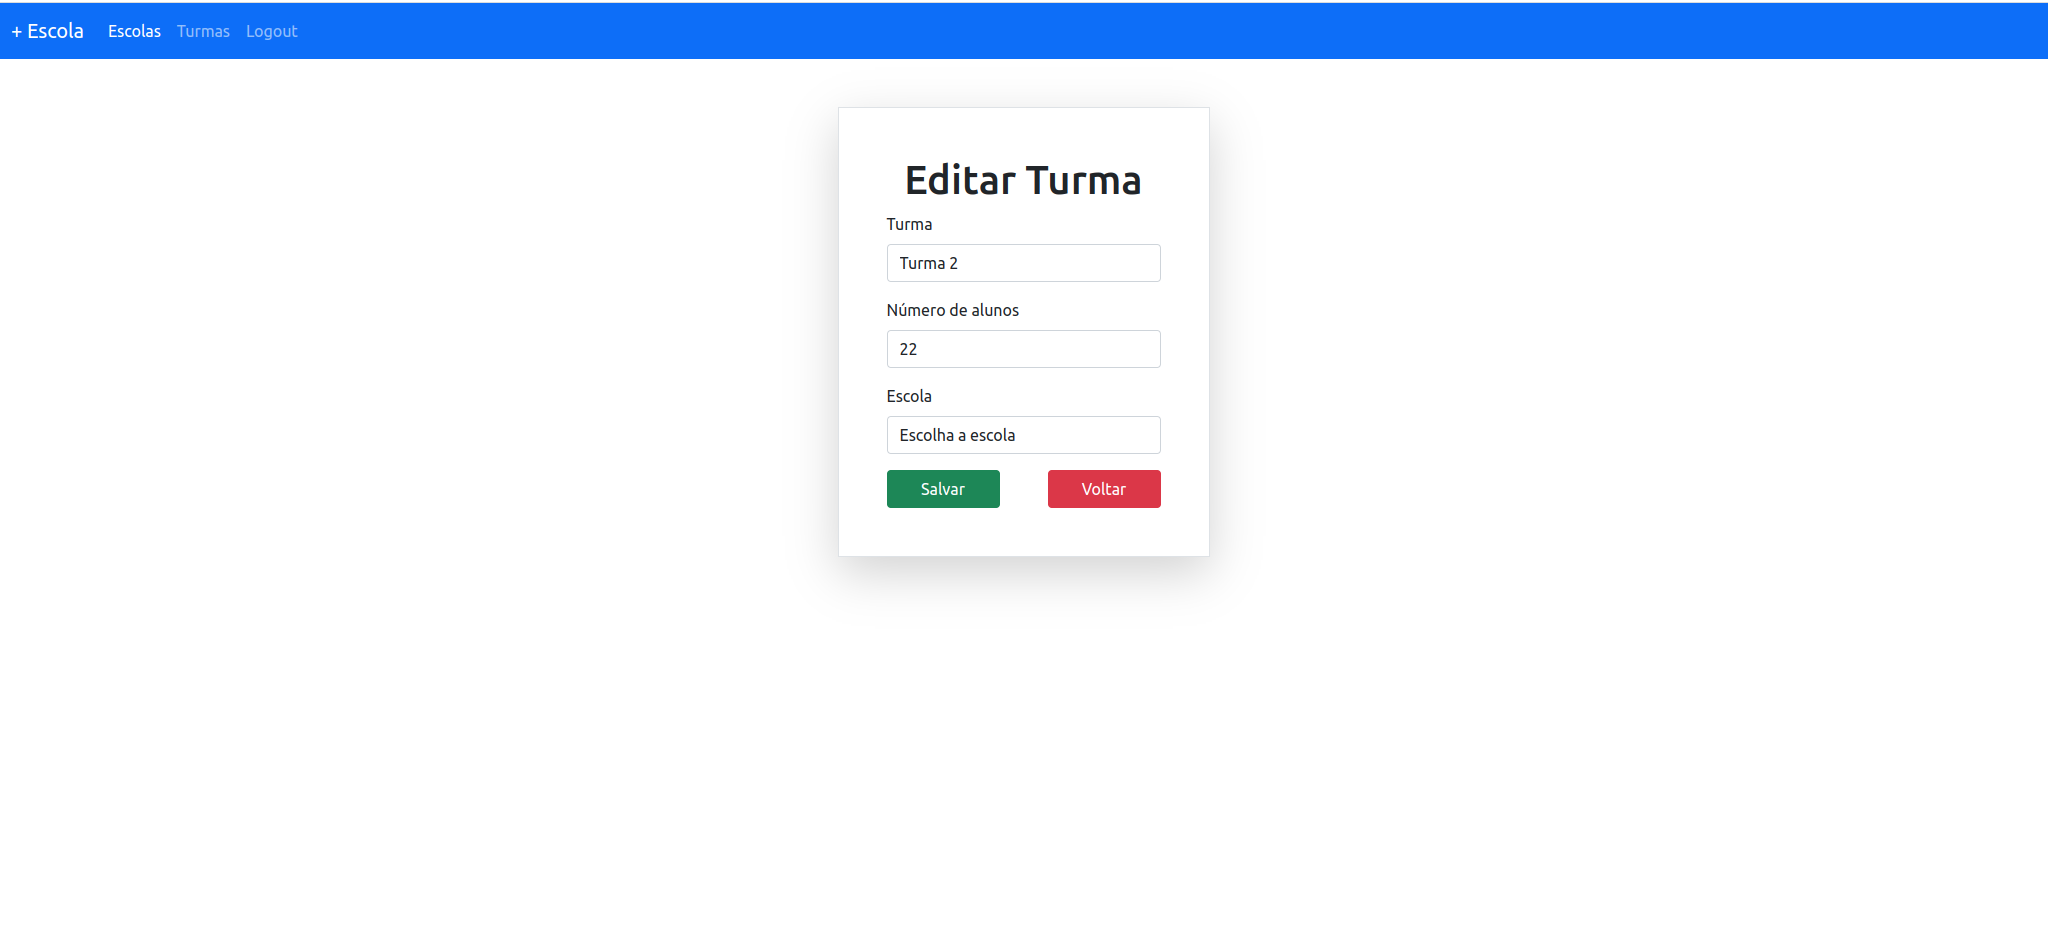 + Escola Escolas Turmas Logout
Editar Turma
Turma
Turma 2
Número de alunos
22
Escola
Escolha a escola
Salvar Voltar